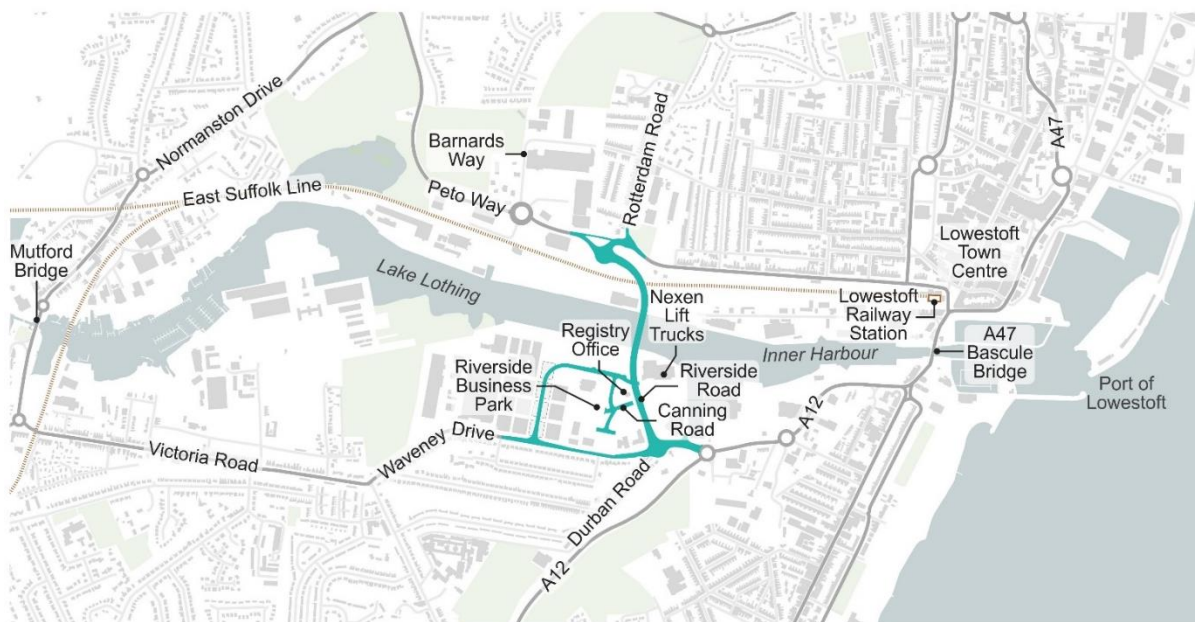 Normanston Drive
A47
Barnards
Way
Rotterdam Road
East Suffolk Line
Peto Way
Mutford
Bridge
Lowestoft
Town
Centre
Lake Lothing
Nexen
Lift
Trucks
Lowestoft
Railway
Station
Registry
Office
Inner Harbour
A47
Bascule
Bridge
Riverside
Business
Park
Riverside
Road
Canning
Road
Port of
Lowestoft
A12
Waveney Drive
Victoria Road
Durban Road
A12